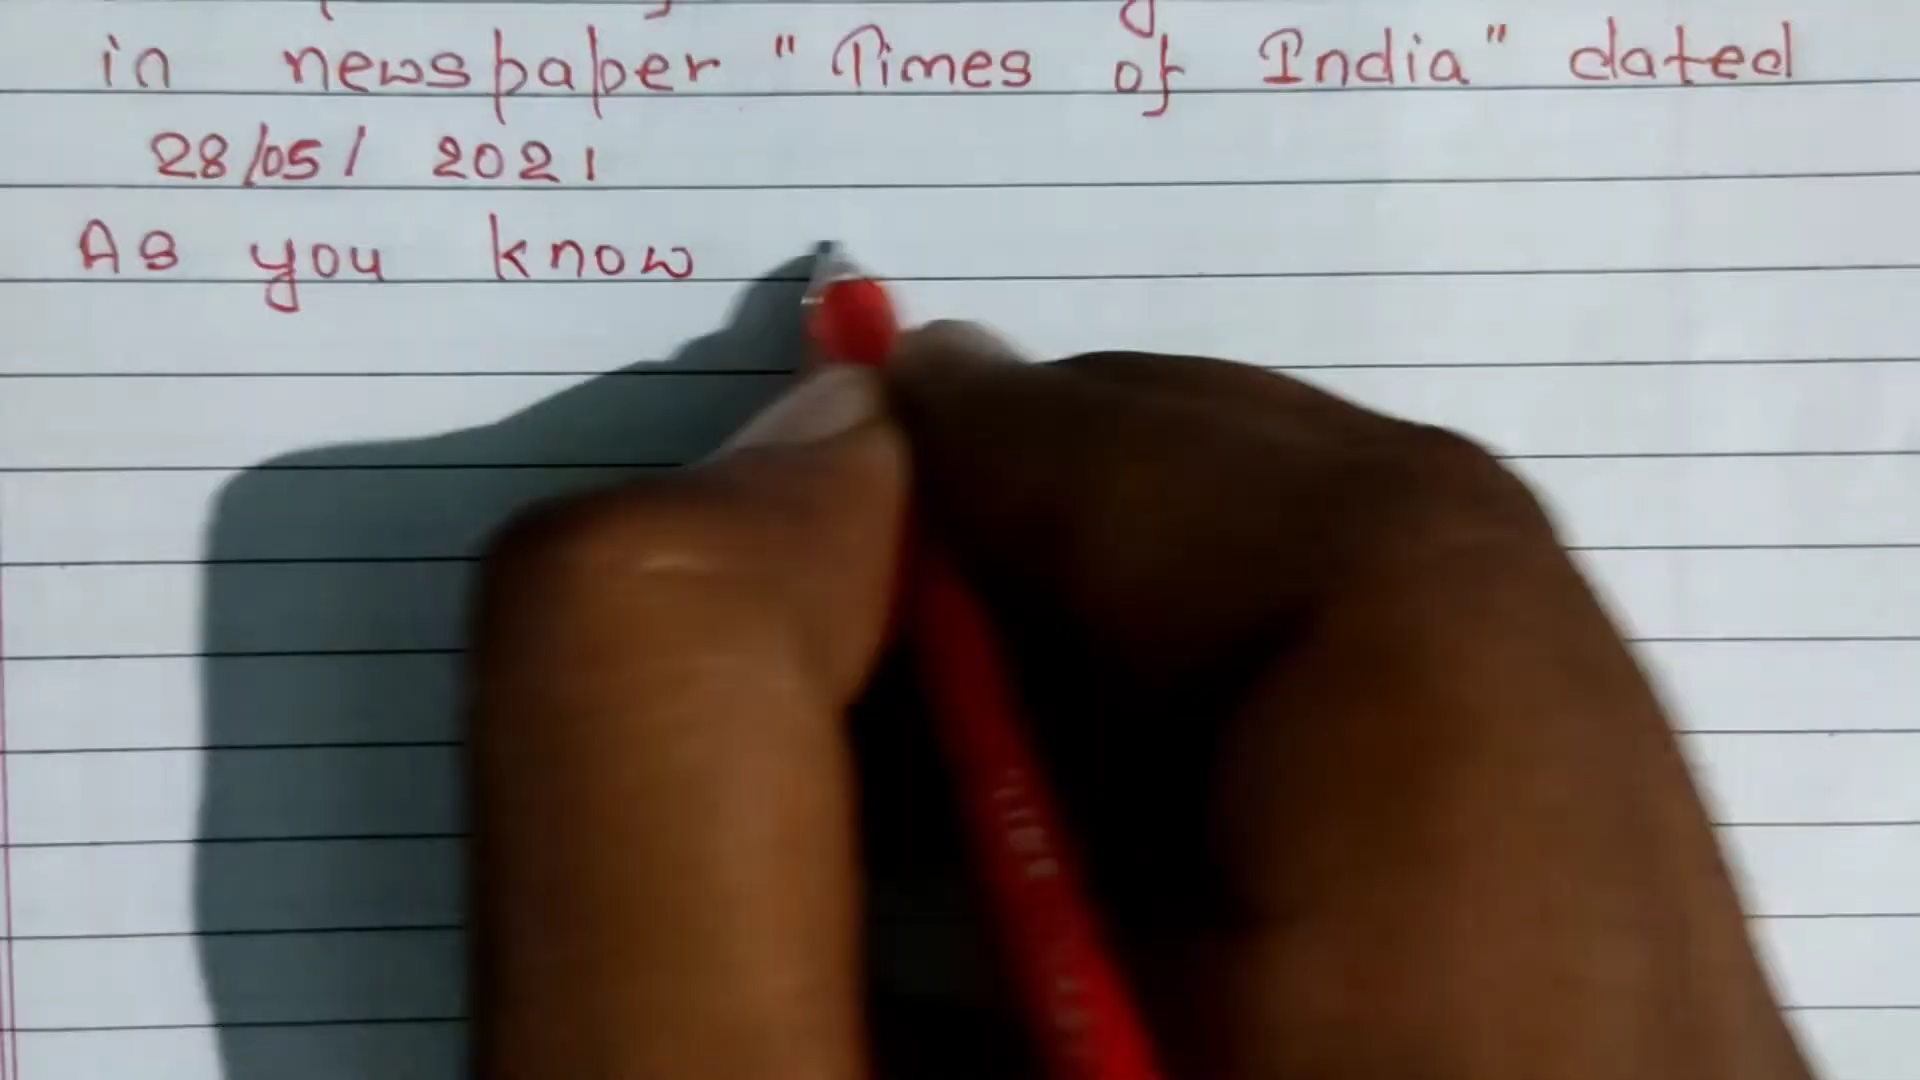 in newspaper "Times of India" dated
28/05/ 2021
As you know